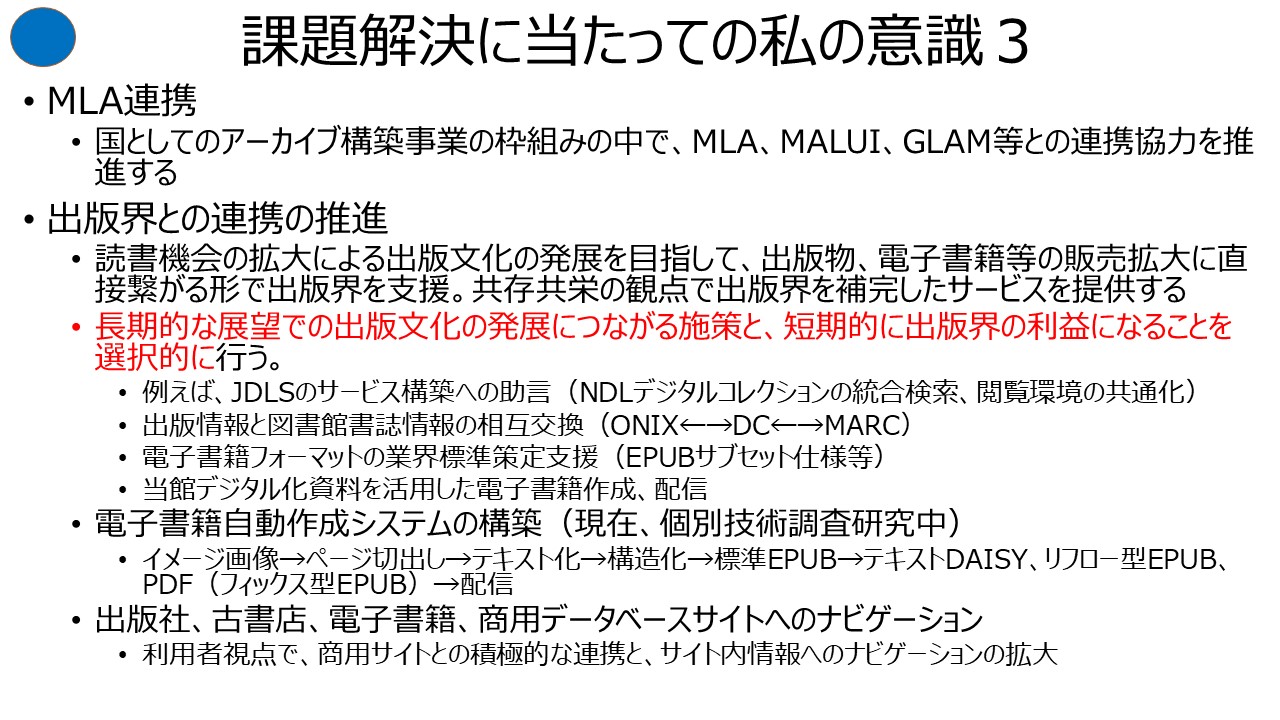 課題解決に当たっての私の意識３
• MLA連携
• 国としてのアーカイブ構築事業の枠組みの中で、MLA、MALUI、GLAM等との連携協力を推
進する
• 出版界との連携の推進
• 読書機会の拡大による出版文化の発展を目指して、出版物、電子書籍等の販売拡大に直
接繋がる形で出版界を支援。共存共栄の観点で出版界を補完したサービスを提供する
• 長期的な展望での出版文化の発展につながる施策と、短期的に出版界の利益になることを
選択的に行う。
• 例えば、JDLSのサービス構築への助言（NDLデジタルコレクションの統合検索、閲覧環境の共通化）
• 出版情報と図書館書誌情報の相互交換（ONIX←→DC←→MARC）
• 電子書籍フォーマットの業界標準策定支援（EPUBサブセット仕様等）
• 当館デジタル化資料を活用した電子書籍作成、配信
• 電子書籍自動作成システムの構築（現在、個別技術調査研究中）
• イメージ画像→ページ切出し→テキスト化→構造化→標準EPUB→テキストDAISY、リフロー型EPUB、
PDF（フィックス型EPUB）→配信
• 出版社、古書店、電子書籍、商用データベースサイトへのナビゲーション
• 利用者視点で、商用サイトとの積極的な連携と、サイト内情報へのナビゲーションの拡大